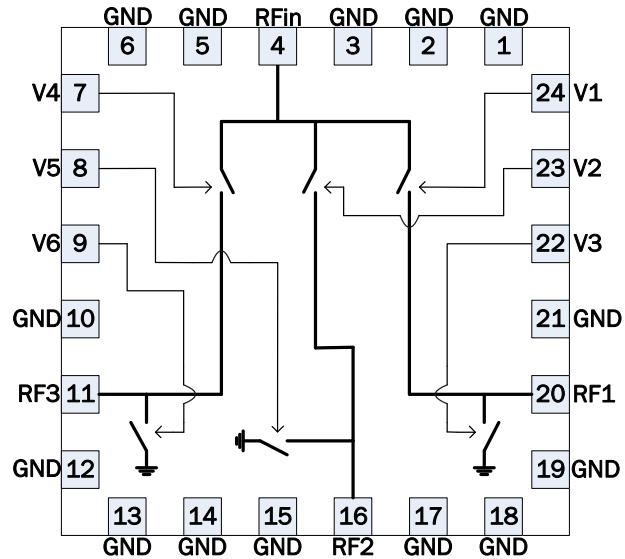 GND GND RFin GND GND GND
6 5 4 3 2 1
V4 7 24 V1
V5 8 23 V2
V6 9 22 V3
GND 10 21 GND
RF3 11 20 RF1
GND 12 19 GND
13 14 15 16 17 18
GND GND GND RF2 GND GND